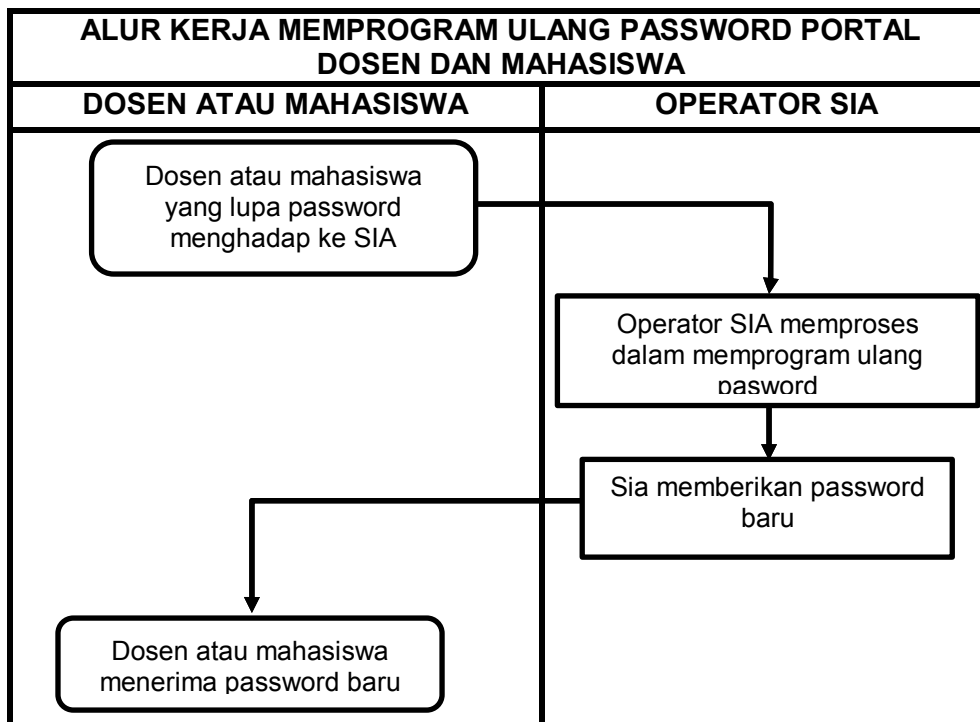 ALUR KERJA MEMPROGRAM ULANG PASSWORD PORTAL
DOSEN DAN MAHASISWA
DOSEN ATAU MAHASISWA
OPERATOR SIA
Dosen atau mahasiswa
yang lupa password
menghadap ke SIA
Operator SIA memproses
dalam memprogram ulang
pasword
Sia memberikan password
baru
Dosen atau mahasiswa
menerima password baru